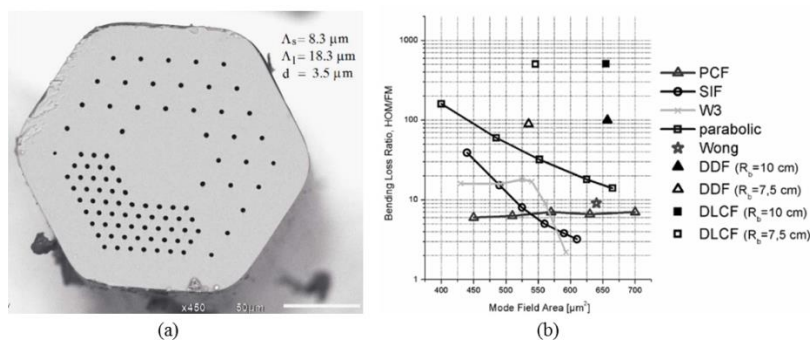 Λs = 8.3 µm
Λl = 18.3 µm
d = 3.5 µm
x450 50µm
(a)
Bending Loss Ratio, HOM/FM
1000
100
10
1
400 450 500 550 600 650 700
Mode Field Area [µm²]
PCF
SIF
W3
parabolic
Wong
DDF (Rb=10 cm)
DDF (Rb=7,5 cm)
DLCF (Rb=10 cm)
DLCF (Rb=7,5 cm)
(b)